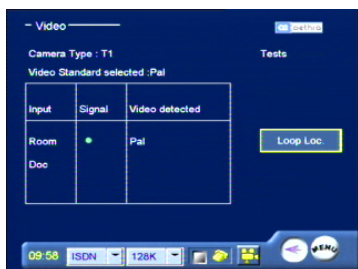 Video
Camera Type : T1
Tests
Video Standard selected :Pal
Input Signal Video detected
Room Pal
Doc
Loop Loc.
09:58 ISDN 128K
MENU